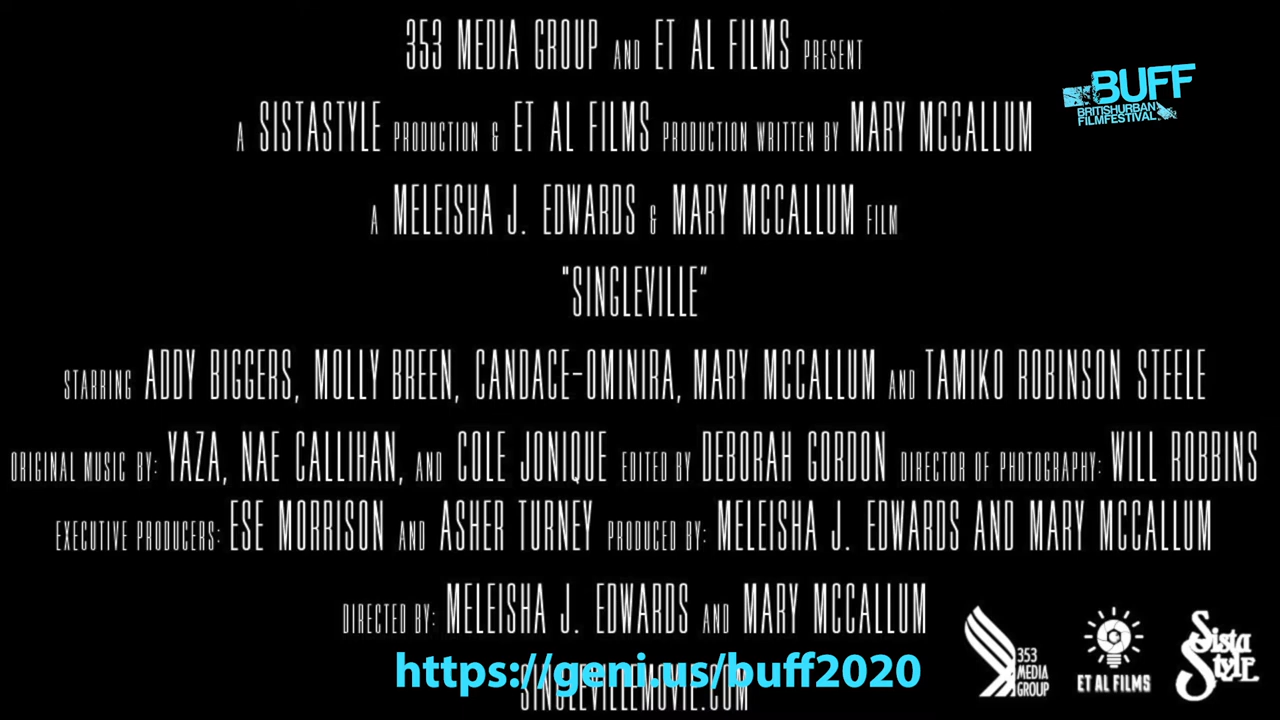 353 MEDIA GROUP AND ET AL FILMS PRESENT
BUFF
BRITISHURBAN
FILMFESTIVAL
A SISTASTYLE PRODUCTION & ET AL FILMS PRODUCTION WRITTEN BY MARY MCCALLUM
A MELEISHA J. EDWARDS & MARY MCCALLUM FILM
"SINGLEVILLE"
STARRING ADDY BIGGERS, MOLLY BREEN, CANDACE-OMINIRA, MARY MCCALLUM AND TAMIKO ROBINSON STEELE
ORIGINAL MUSIC BY: YAZA, NAE CALLIHAN, AND COLE JONIQUE EDITED BY DEBORAH GORDON DIRECTOR OF PHOTOGRAPHY: WILL ROBBINS
EXECUTIVE PRODUCERS: ESE MORRISON AND ASHER TURNEY PRODUCED BY: MELEISHA J. EDWARDS AND MARY MCCALLUM
DIRECTED BY: MELEISHA J. EDWARDS AND MARY MCCALLUM
https://geni.us/buff2020
SINGLEVILLEMOVIE.COM
353
MEDIA
GROUP
ET AL FILMS
Sista
STYLE